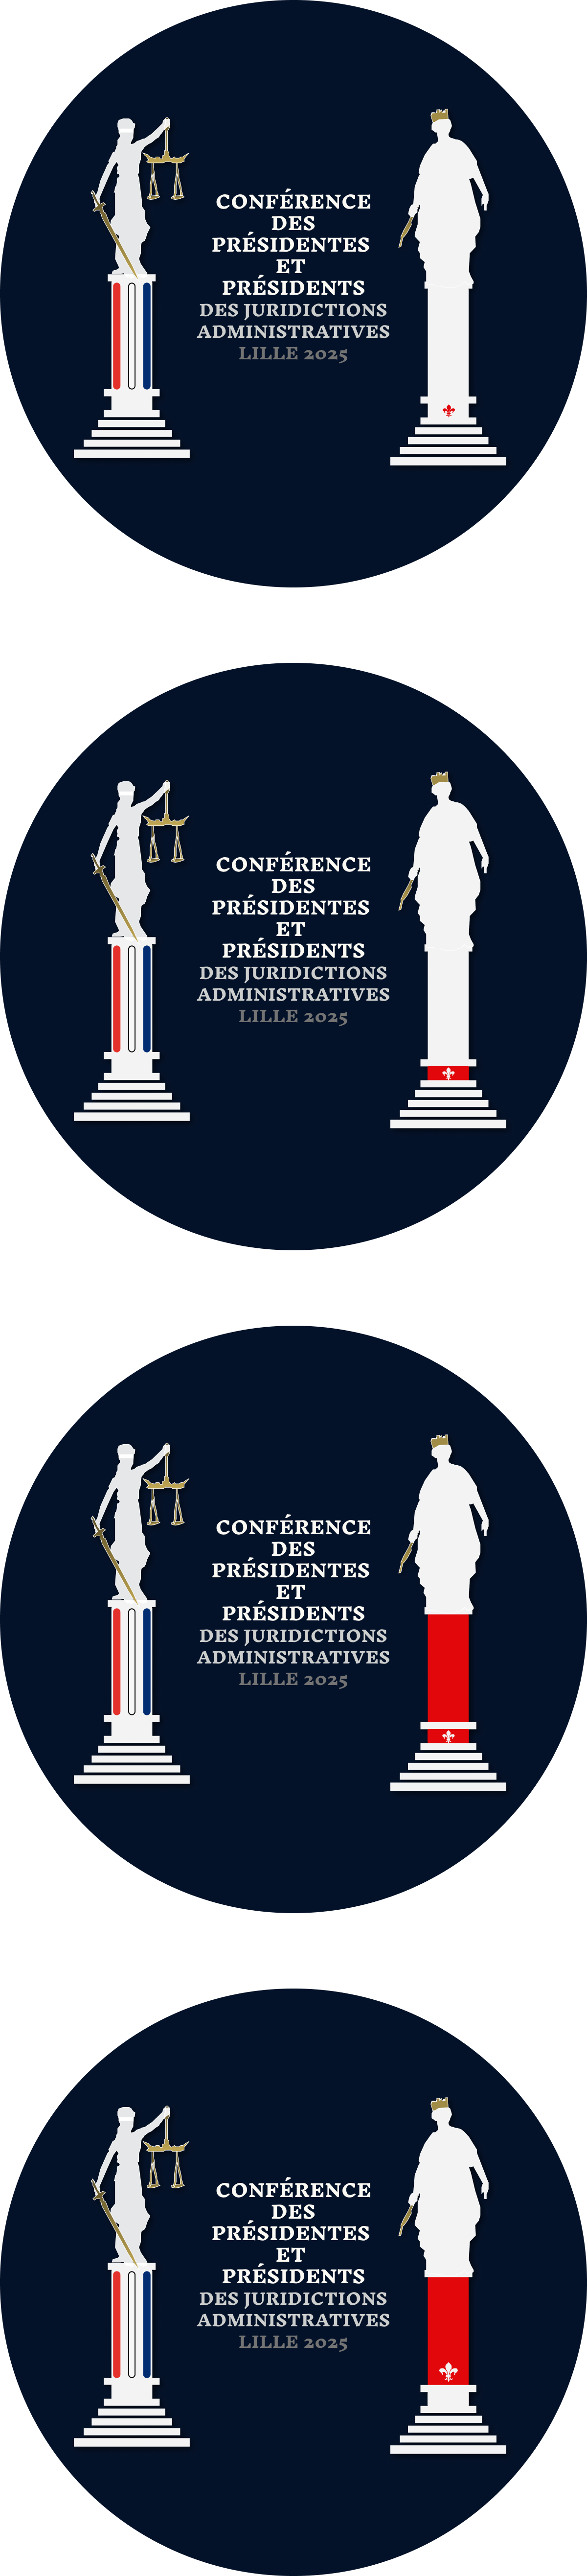 CONFÉRENCE
DES
PRÉSIDENTES
ET
PRÉSIDENTS
DES JURIDICTIONS
ADMINISTRATIVES
LILLE 2025
CONFÉRENCE
DES
PRÉSIDENTES
ET
PRÉSIDENTS
DES JURIDICTIONS
ADMINISTRATIVES
LILLE 2025
CONFÉRENCE
DES
PRÉSIDENTES
ET
PRÉSIDENTS
DES JURIDICTIONS
ADMINISTRATIVES
LILLE 2025
CONFÉRENCE
DES
PRÉSIDENTES
ET
PRÉSIDENTS
DES JURIDICTIONS
ADMINISTRATIVES
LILLE 2025